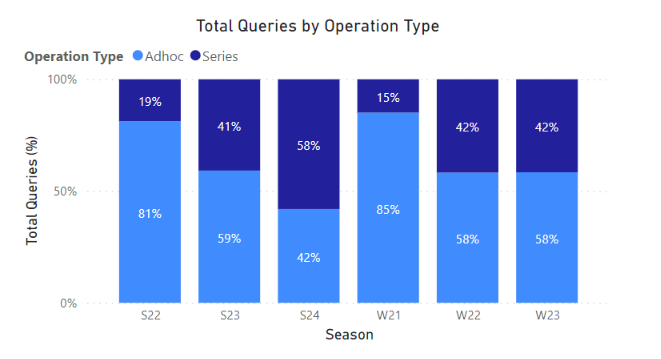 Total Queries by Operation Type
Operation Type Adhoc Series
100%
50%
0%
Total Queries (%)
19% 41% 58% 15% 42% 42%
81% 59% 42% 85% 58% 58%
S22 S23 S24 W21 W22 W23
Season